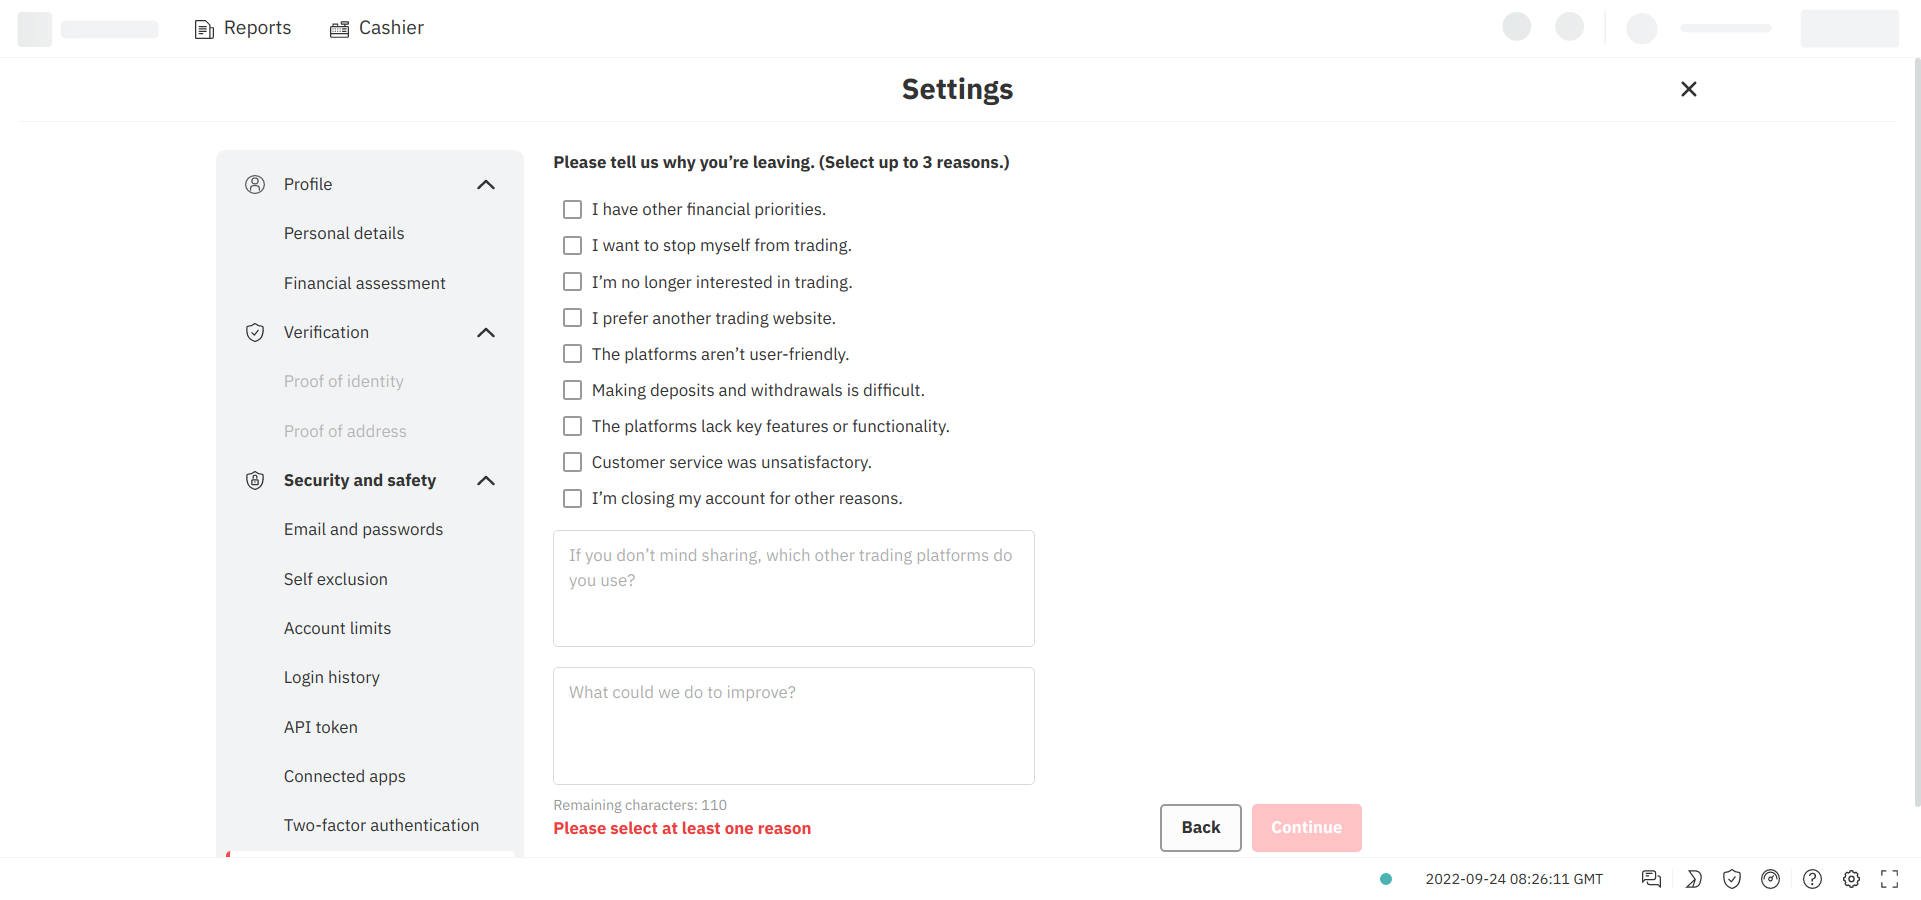 Reports
Cashier
Settings
Profile
Personal details
Financial assessment
Verification
Proof of identity
Proof of address
Security and safety
Email and passwords
Self exclusion
Account limits
Login history
API token
Connected apps
Two-factor authentication
Please tell us why you’re leaving. (Select up to 3 reasons.)
I have other financial priorities.
I want to stop myself from trading.
I’m no longer interested in trading.
I prefer another trading website.
The platforms aren’t user-friendly.
Making deposits and withdrawals is difficult.
The platforms lack key features or functionality.
Customer service was unsatisfactory.
I’m closing my account for other reasons.
If you don’t mind sharing, which other trading platforms do
you use?
What could we do to improve?
Remaining characters: 110
Please select at least one reason
Back
Continue
2022-09-24 08:26:11 GMT